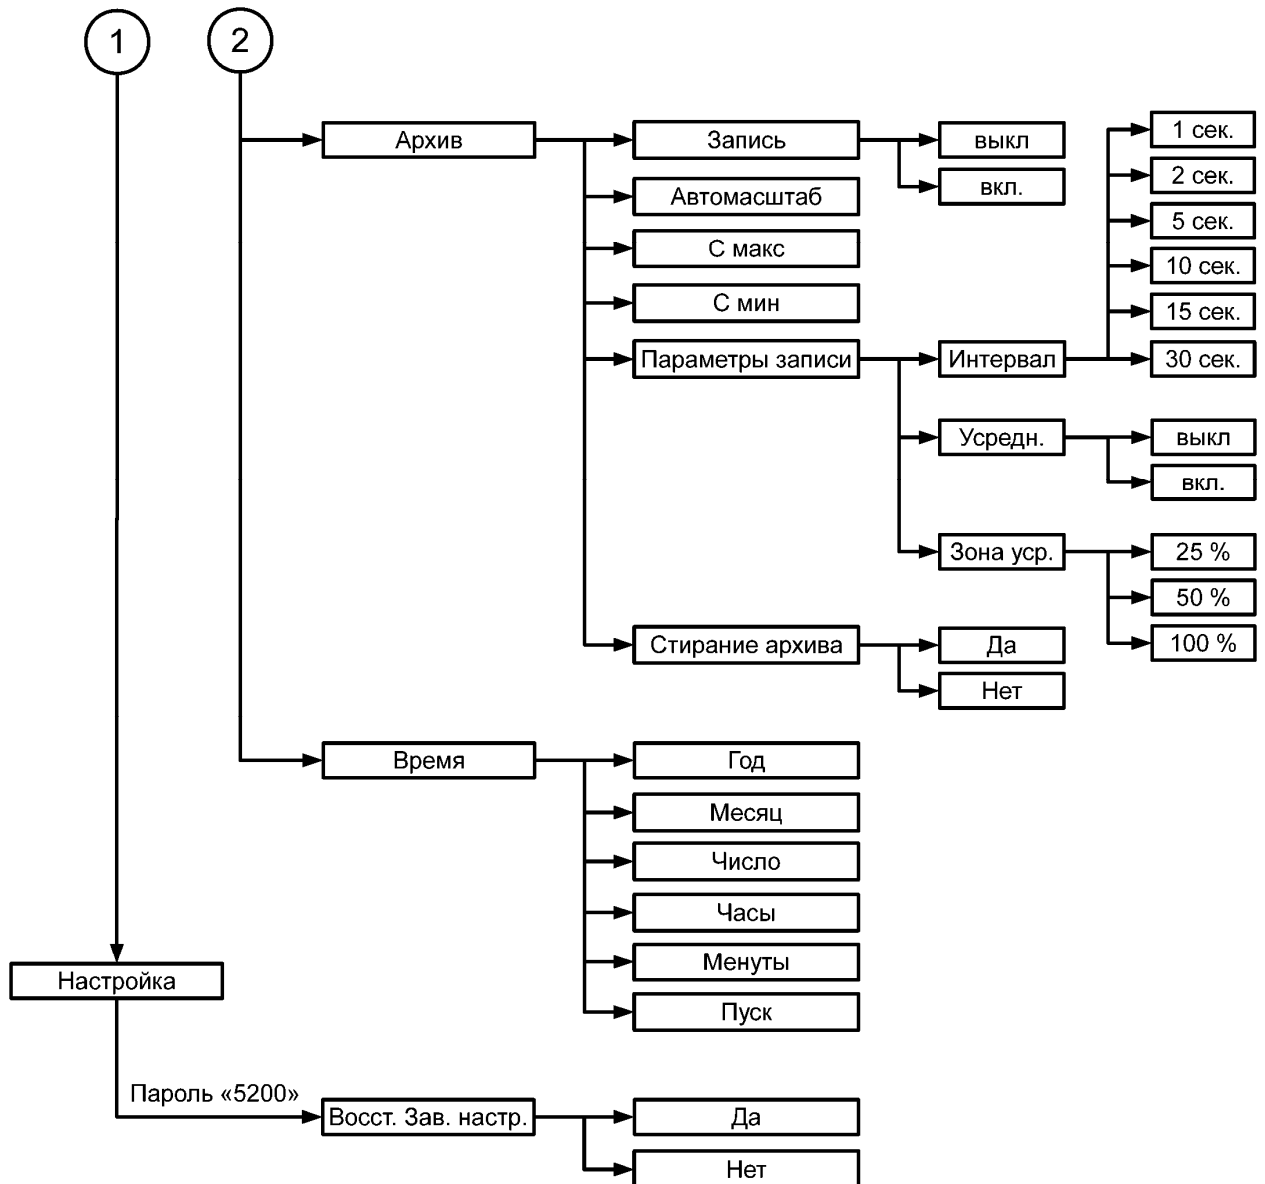 1
2
Архив
Запись
выкл
вкл.
Автомасштаб
С макс
С мин
Параметры записи
Интервал
1 сек.
2 сек.
5 сек.
10 сек.
15 сек.
30 сек.
Усредн.
выкл
вкл.
Зона уср.
25 %
50 %
100 %
Стирание архива
Да
Нет
Время
Год
Месяц
Число
Часы
Менуты
Пуск
Настройка
Пароль «5200»
Восст. Зав. настр.
Да
Нет